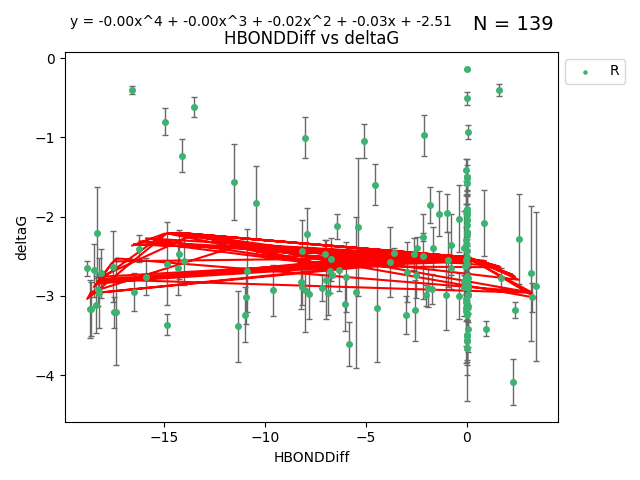 y = -0.00x^4 + -0.00x^3 + -0.02x^2 + -0.03x + -2.51
N = 139
HBONDDiff vs deltaG
R
0
−1
−2
−3
−4
deltaG
−15
−10
−5
0
HBONDDiff